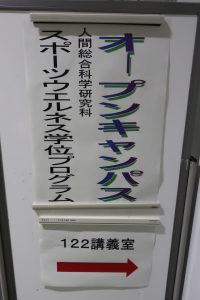 オープンキャンパス
人間総合科学研究科
スポーツウエルネス学位プログラム
122講義室